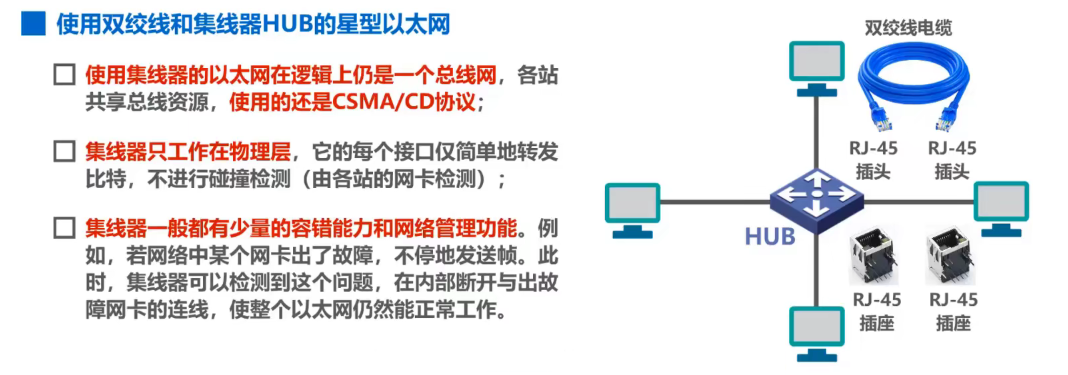 使用双绞线和集线器HUB的星型以太网
使用集线器的以太网在逻辑上仍是一个总线网，各站
共享总线资源，使用的还是CSMA/CD协议；
集线器只工作在物理层，它的每个接口仅简单地转发
比特，不进行碰撞检测（由各站的网卡检测）；
集线器一般都有少量的容错能力和网络管理功能。例
如，若网络中某个网卡出了故障，不停地发送帧。此
时，集线器可以检测到这个问题，在内部断开与出故
障网卡的连线，使整个以太网仍然能正常工作。
双绞线电缆
RJ-45 RJ-45
插头 插头
HUB
RJ-45 RJ-45
插座 插座